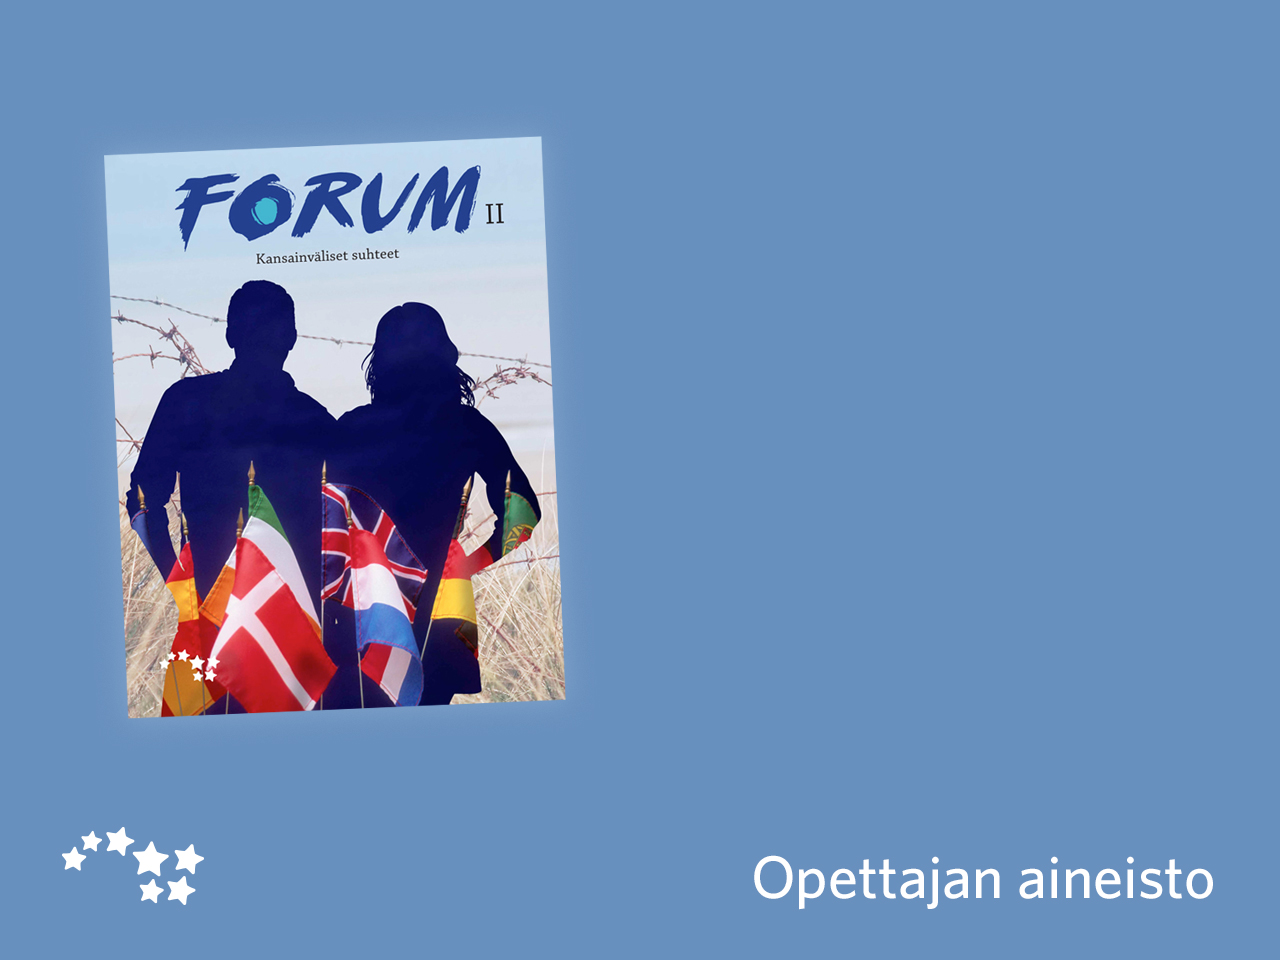 FORUM II
Kansainväliset suhteet
Opettajan aineisto